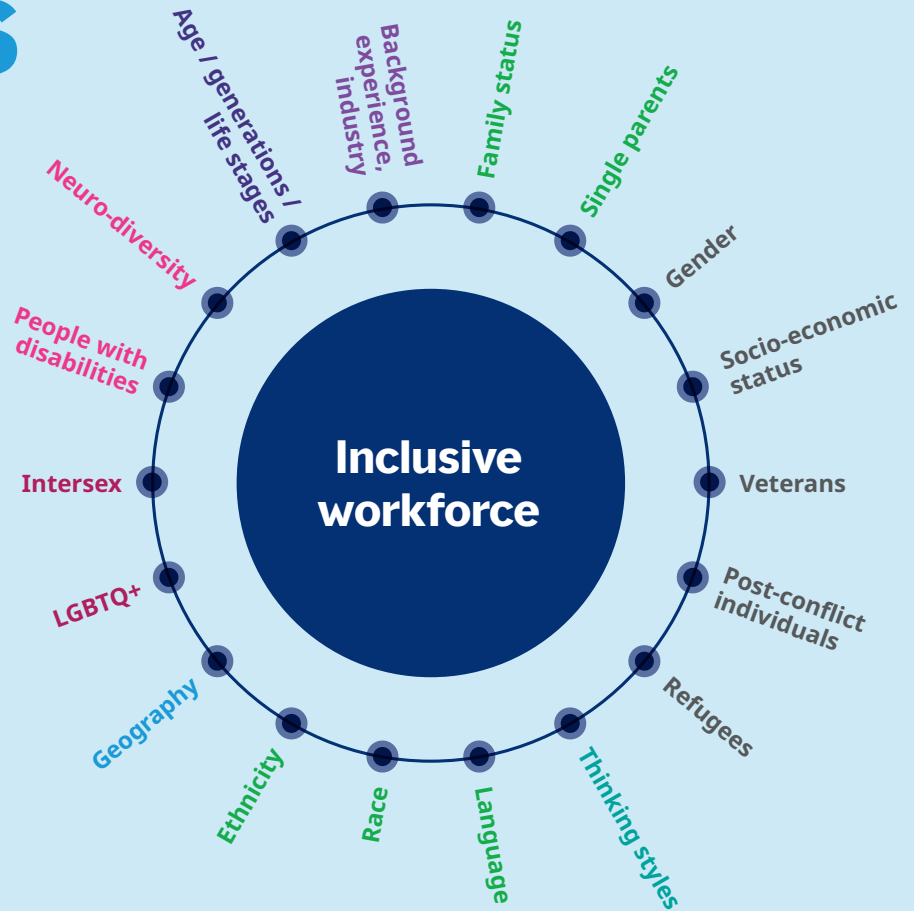 s
Age / generations /
life stages
Background
experience,
industry
Family status
Single parents
Gender
Socio-economic
status
Veterans
Post-conflict
individuals
Refugees
Thinking styles
Language
Race
Ethnicity
Geography
LGBTQ+
Intersex
People with
disabilities
Neuro-diversity
Inclusive
workforce